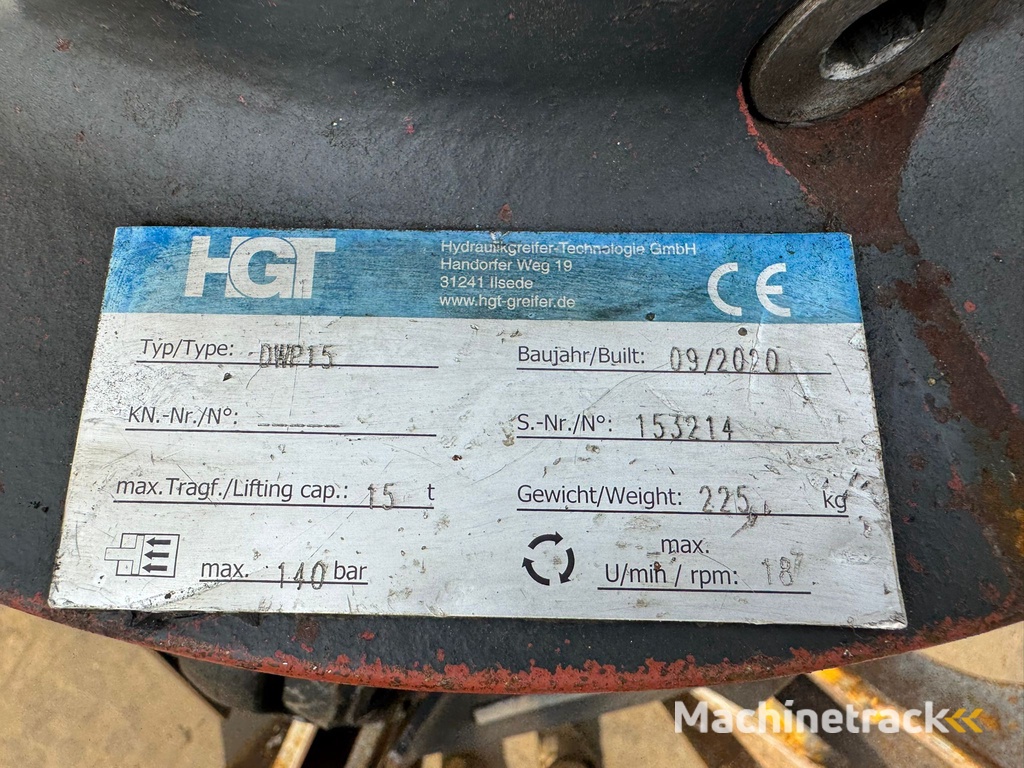 HGT
Hydraulikgreifer-Technologie GmbH
Handorfer Weg 19
31241 Ilsede
www.hgt-greifer.de
CE
Typ/Type: DWP15
Baujahr/Built: 09/2020
KN.-Nr./N°: -----
S.-Nr./N°: 153214
max.Tragf./Lifting cap.: 15 t
Gewicht/Weight: 225 kg
max. 140 bar
max.
U/min / rpm: 18
Machinetrack